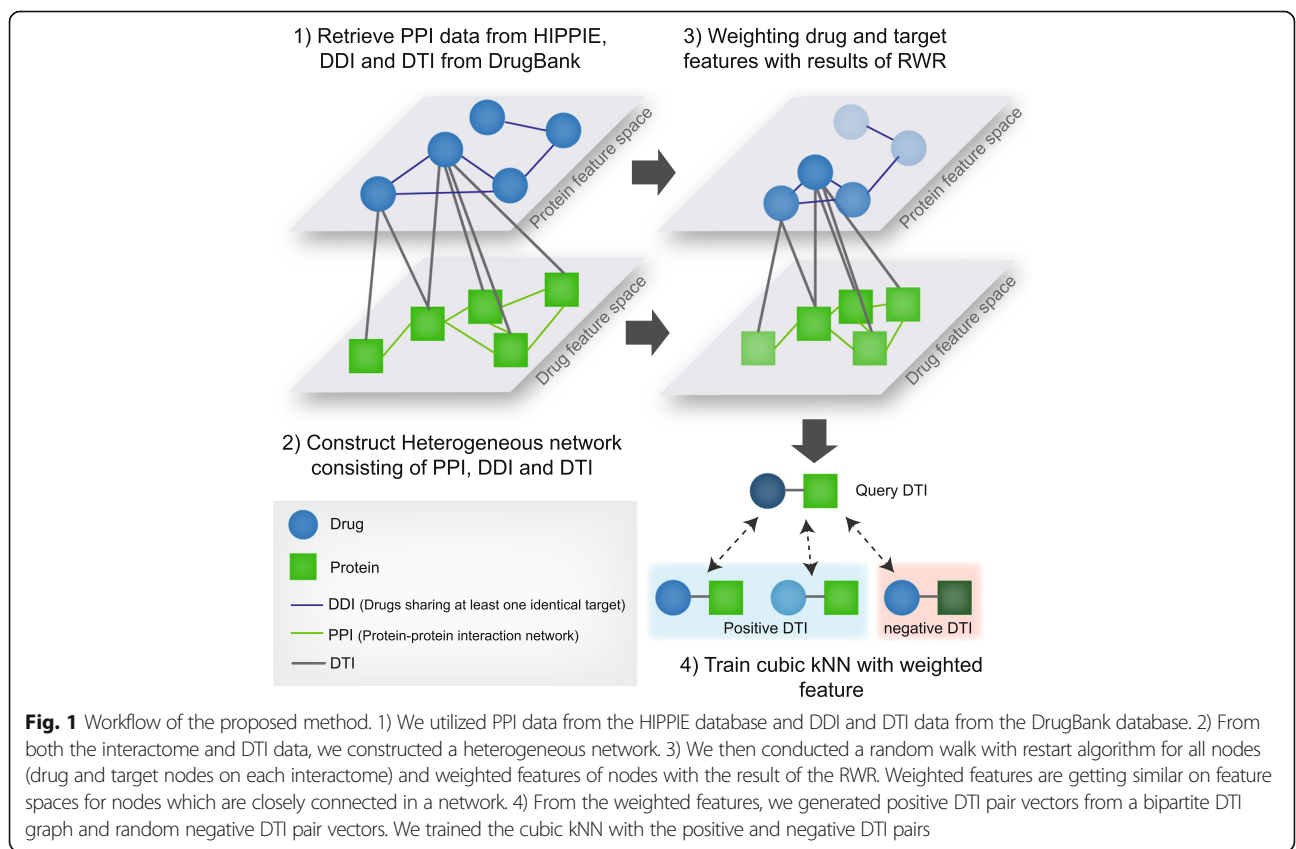 1) Retrieve PPI data from HIPPIE,
DDI and DTI from DrugBank
3) Weighting drug and target
features with results of RWR
Protein feature space
Protein feature space
Drug feature space
Drug feature space
2) Construct Heterogeneous network
consisting of PPI, DDI and DTI
Drug
Protein
DDI (Drugs sharing at least one identical target)
PPI (Protein-protein interaction network)
DTI
Query DTI
Positive DTI
negative DTI
4) Train cubic kNN with weighted
feature
Fig. 1 Workflow of the proposed method. 1) We utilized PPI data from the HIPPIE database and DDI and DTI data from the DrugBank database. 2) From
both the interactome and DTI data, we constructed a heterogeneous network. 3) We then conducted a random walk with restart algorithm for all nodes
(drug and target nodes on each interactome) and weighted features of nodes with the result of the RWR. Weighted features are getting similar on feature
spaces for nodes which are closely connected in a network. 4) From the weighted features, we generated positive DTI pair vectors from a bipartite DTI
graph and random negative DTI pair vectors. We trained the cubic kNN with the positive and negative DTI pairs